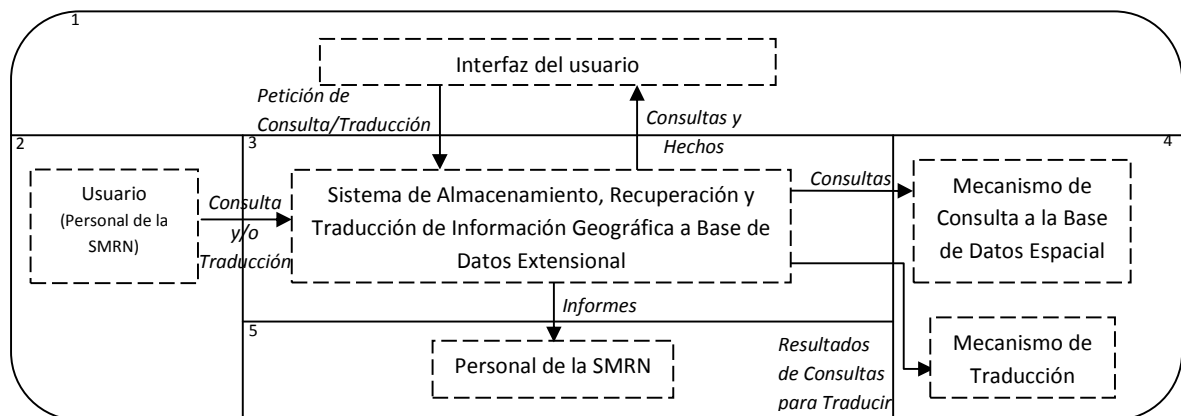 1
Interfaz del usuario
Petición de
Consulta/Traducción
Consultas y
Hechos
2
Usuario
(Personal de la
SMRN)
Consulta
y/o
Traducción
3
Sistema de Almacenamiento, Recuperación y
Traducción de Información Geográfica a Base de
Datos Extensional
Consultas
4
Mecanismo de
Consulta a la Base
de Datos Espacial
Informes
5
Personal de la SMRN
Resultados
de Consultas
para Traducir
Mecanismo de
Traducción